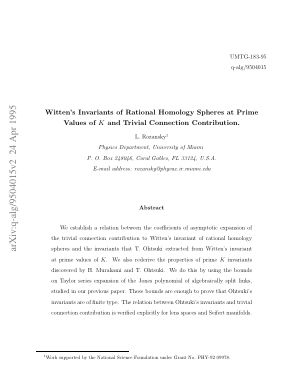 UMTG-183-95
q-alg/9504015
Witten's Invariants of Rational Homology Spheres at Prime
Values of K and Trivial Connection Contribution.
L. Rozansky¹
Physics Department, University of Miami
P. O. Box 248046, Coral Gables, FL 33124, U.S.A.
E-mail address: rozansky@phyvax.ir.miami.edu
Abstract
We establish a relation between the coefficients of asymptotic expansion of
the trivial connection contribution to Witten's invariant of rational homology
spheres and the invariants that T. Ohtsuki extracted from Witten's invariant
at prime values of K. We also rederive the properties of prime K invariants
discovered by H. Murakami and T. Ohtsuki. We do this by using the bounds
on Taylor series expansion of the Jones polynomial of algebraically split links,
studied in our previous paper. These bounds are enough to prove that Ohtsuki's
invariants are of finite type. The relation between Ohtsuki's invariants and trivial
connection contribution is verified explicitly for lens spaces and Seifert manifolds.
¹Work supported by the National Science Foundation under Grant No. PHY-92 09978.
arXiv:q-alg/9504015v2 24 Apr 1995